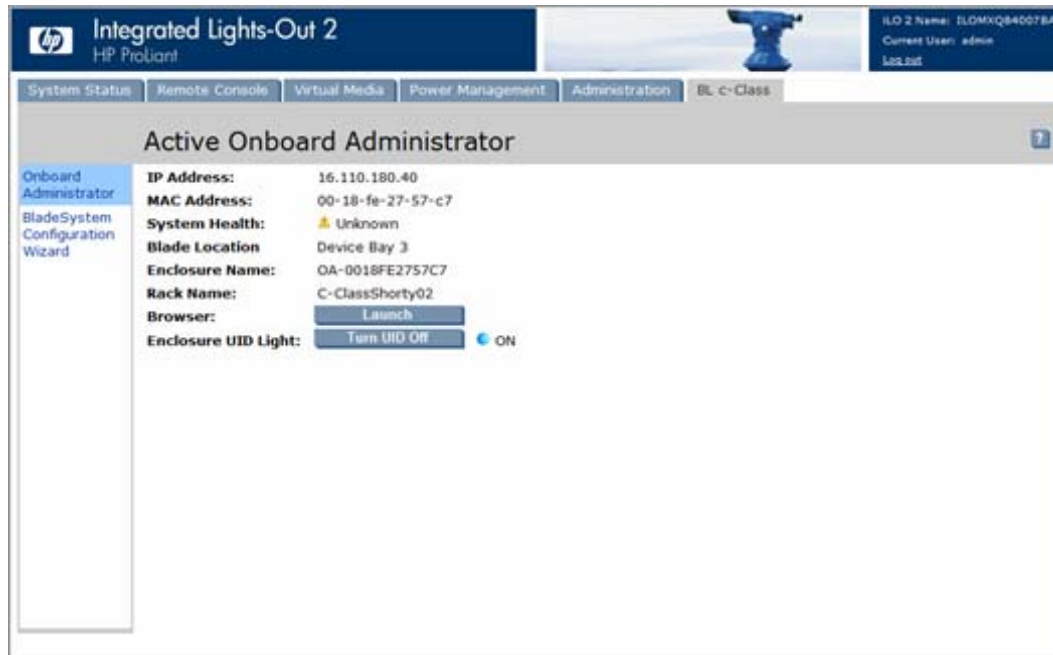 hp
Integrated Lights-Out 2
HP ProLiant
Current User: admin
Log out
System Status
Remote Console
Virtual Media
Power Management
Administration
BL c-Class
Active Onboard Administrator
?
Onboard
Administrator
BladeSystem
Configuration
Wizard
IP Address: 16.110.180.40
MAC Address: 00-18-fe-27-57-c7
System Health: Unknown
Blade Location Device Bay 3
Enclosure Name: OA-0018FE2757C7
Rack Name: C-ClassShorty02
Browser: Launch
Enclosure UID Light: Turn UID Off ON